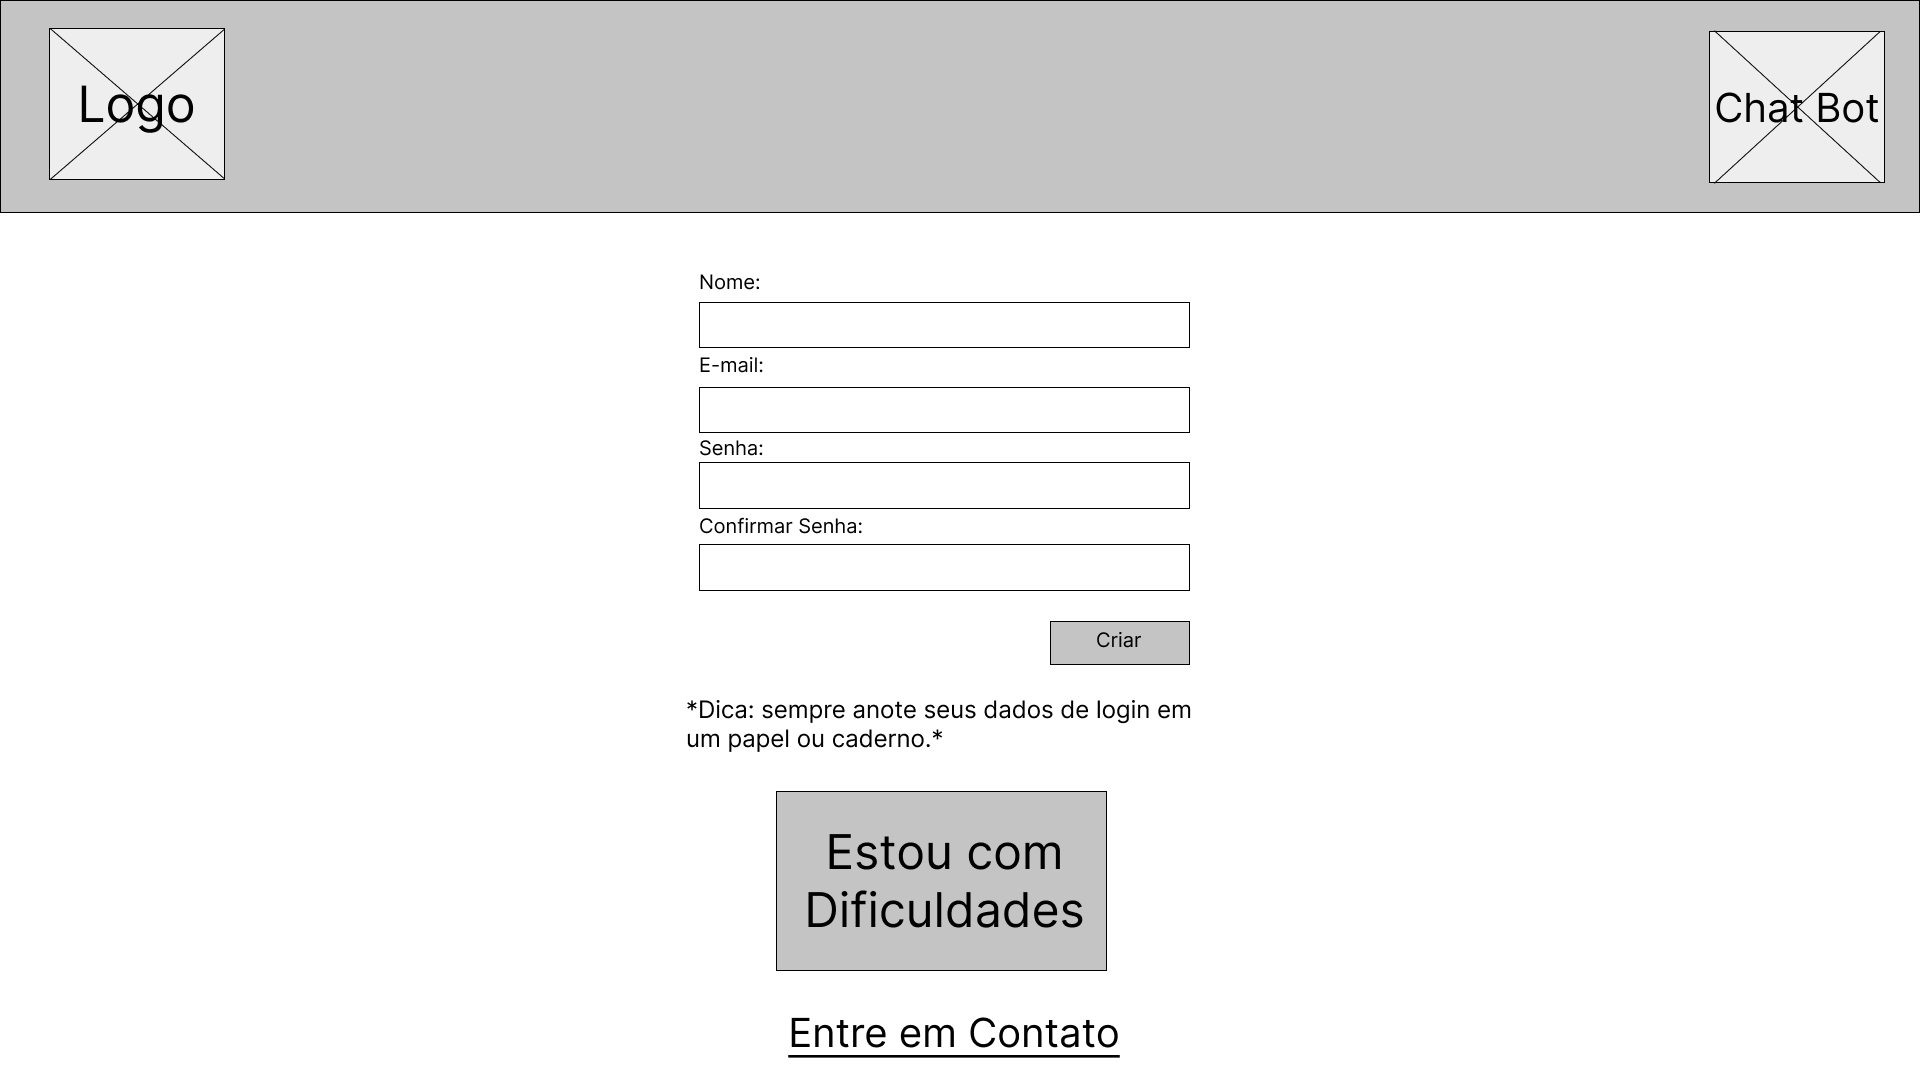 Logo
Chat Bot
Nome:
E-mail:
Senha:
Confirmar Senha:
Criar
*Dica: sempre anote seus dados de login em
um papel ou caderno.*
Estou com
Dificuldades
Entre em Contato